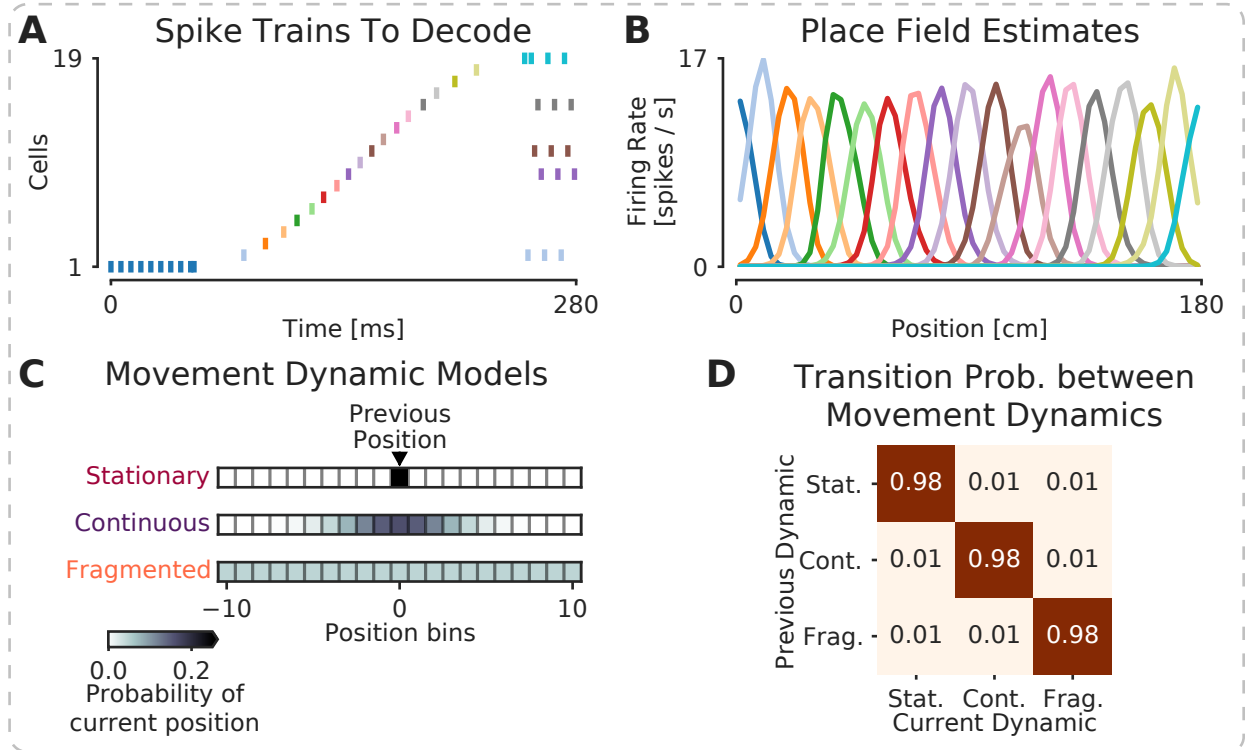 A
Spike Trains To Decode
19
Cells
1
0
280
Time [ms]
B
Place Field Estimates
17
Firing Rate
[spikes / s]
0
0
180
Position [cm]
C
Movement Dynamic Models
Previous
Position
Stationary
Continuous
Fragmented
−10
0
10
Position bins
0.0
0.2
Probability of
current position
D
Transition Prob. between
Movement Dynamics
Previous Dynamic
Stat.
0.98
0.01
0.01
Cont.
0.01
0.98
0.01
Frag.
0.01
0.01
0.98
Stat.
Cont.
Frag.
Current Dynamic